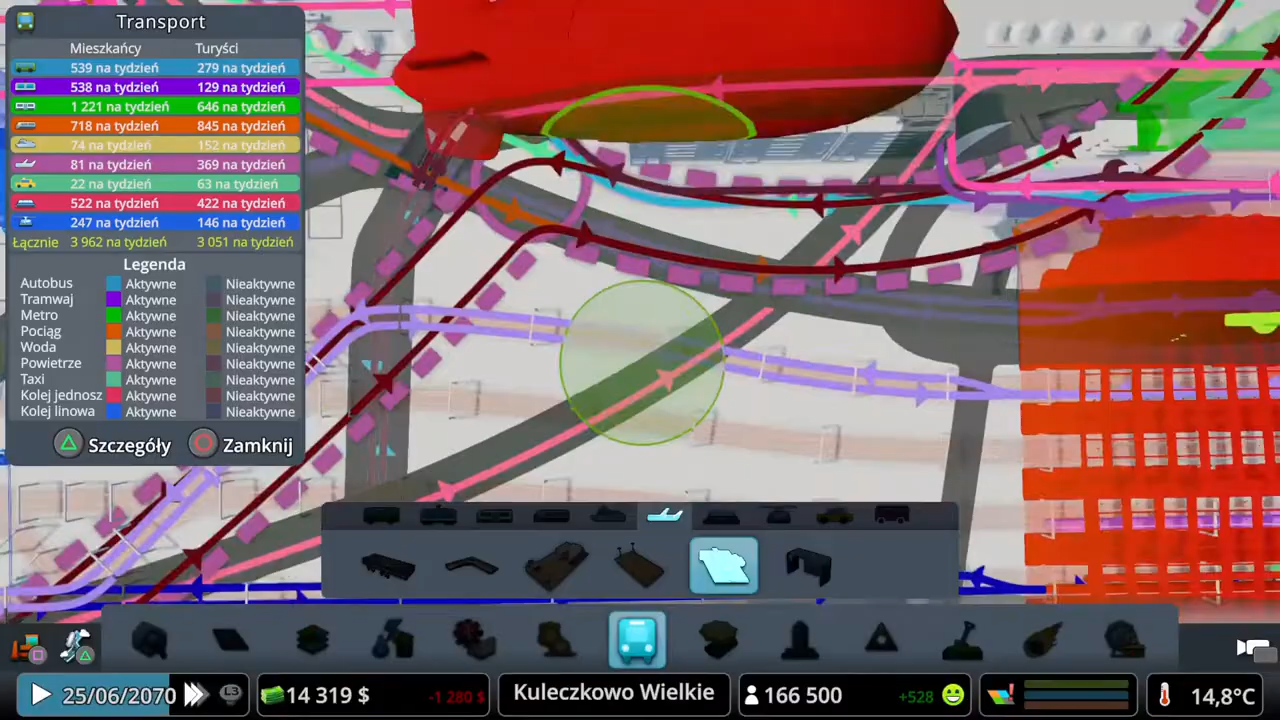 Transport
Mieszkańcy Turyści
539 na tydzień 279 na tydzień
538 na tydzień 129 na tydzień
1 221 na tydzień 646 na tydzień
718 na tydzień 845 na tydzień
74 na tydzień 152 na tydzień
81 na tydzień 369 na tydzień
22 na tydzień 63 na tydzień
522 na tydzień 422 na tydzień
247 na tydzień 146 na tydzień
Łącznie 3 962 na tydzień 3 051 na tydzień
Legenda
Autobus Aktywne Nieaktywne
Tramwaj Aktywne Nieaktywne
Metro Aktywne Nieaktywne
Pociąg Aktywne Nieaktywne
Woda Aktywne Nieaktywne
Powietrze Aktywne Nieaktywne
Taxi Aktywne Nieaktywne
Kolej jednosz Aktywne Nieaktywne
Kolej linowa Aktywne Nieaktywne
Szczegóły Zamknij
25/06/2070 L3 14 319 $ -1 280 $ Kuleczkowo Wielkie 166 500 +528 14,8°C